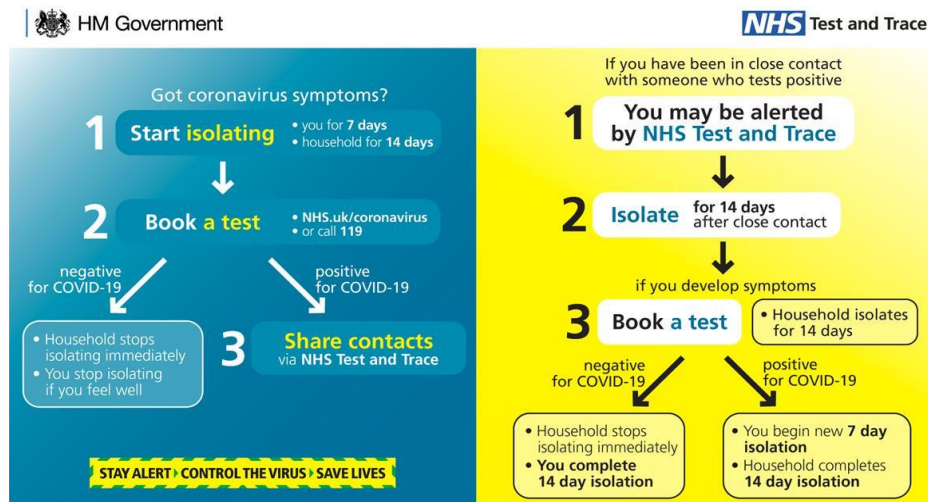 HM Government
NHS Test and Trace
Got coronavirus symptoms?
1 Start isolating
• you for 7 days
• household for 14 days
2 Book a test
• NHS.uk/coronavirus
• or call 119
negative
for COVID-19
positive
for COVID-19
• Household stops
isolating immediately
• You stop isolating
if you feel well
3 Share contacts
via NHS Test and Trace
STAY ALERT CONTROL THE VIRUS SAVE LIVES
If you have been in close contact
with someone who tests positive
1 You may be alerted
by NHS Test and Trace
2 Isolate
for 14 days
after close contact
if you develop symptoms
3 Book a test
• Household isolates
for 14 days
negative
for COVID-19
positive
for COVID-19
• Household stops
isolating immediately
• You complete
14 day isolation
• You begin new 7 day
isolation
• Household completes
14 day isolation